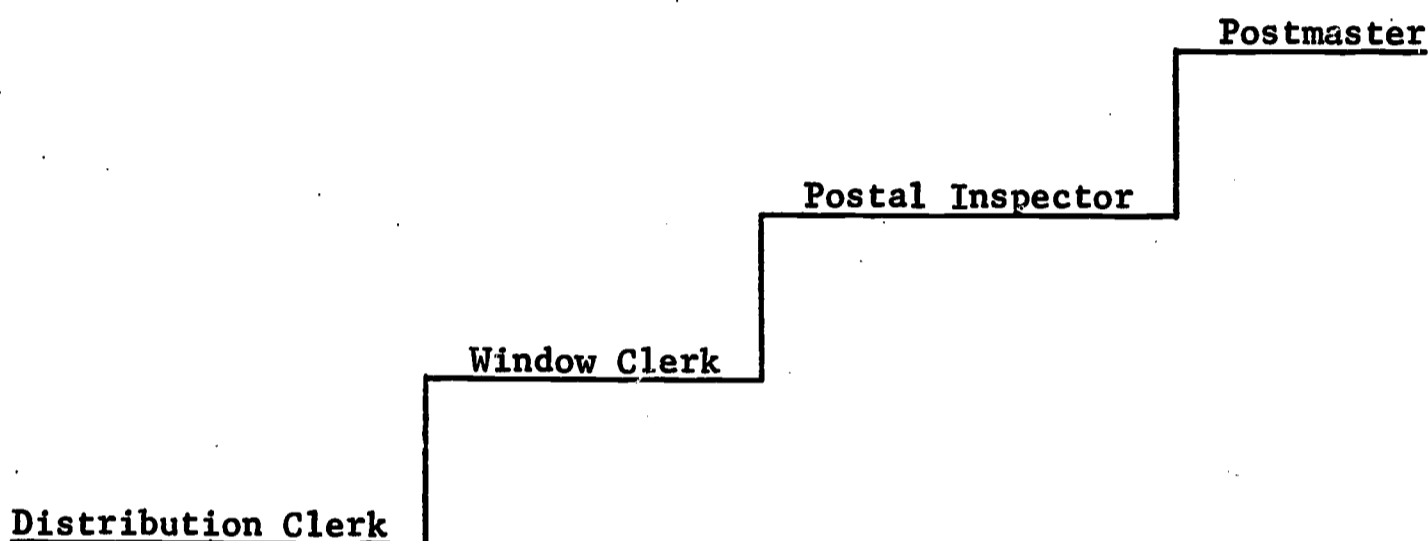 Postmaster
Postal Inspector
Window Clerk
Distribution Clerk